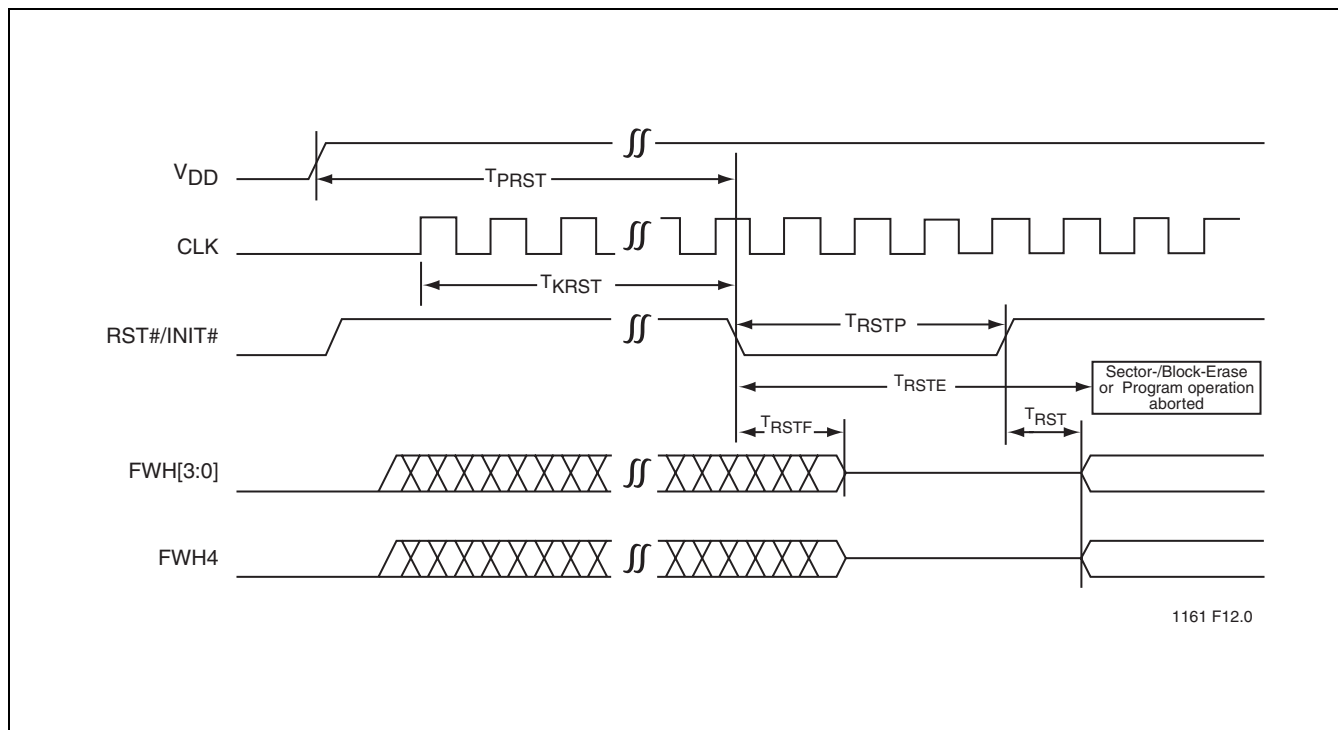 VDD
TPRST
CLK
TKRST
RST#/INIT#
TRSTP
TRSTE
Sector-/Block-Erase
or Program operation
aborted
TRSTF
TRST
FWH[3:0]
FWH4
1161 F12.0